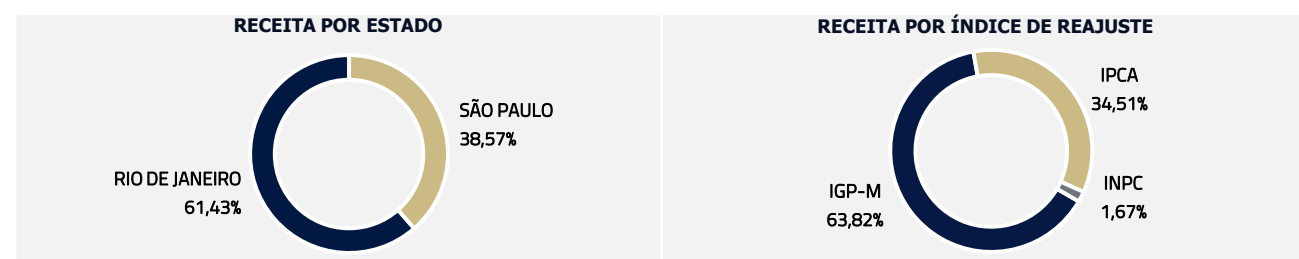 RECEITA POR ESTADO
SÃO PAULO
38,57%
RIO DE JANEIRO
61,43%
RECEITA POR ÍNDICE DE REAJUSTE
IPCA
34,51%
INPC
1,67%
IGP-M
63,82%